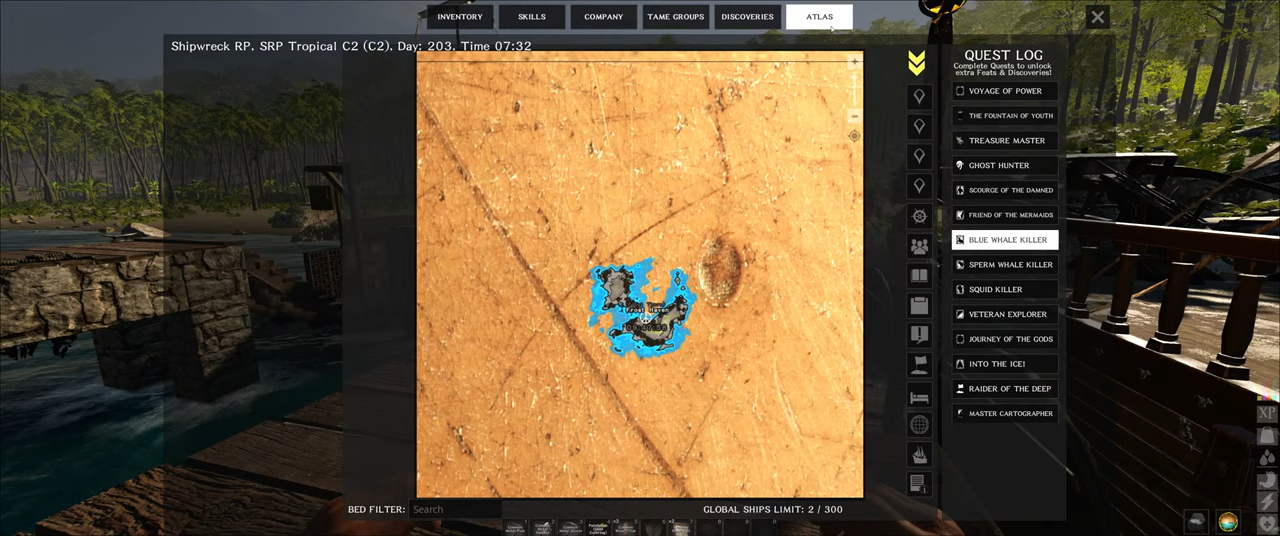 INVENTORY
SKILLS
COMPANY
TAME GROUPS
DISCOVERIES
ATLAS
Shipwreck RP, SRP Tropical C2 (C2), Day: 203, Time 07:32
QUEST LOG
Complete Quests to unlock
extra Feats & Discoveries!
VOYAGE OF POWER
THE FOUNTAIN OF YOUTH
TREASURE MASTER
GHOST HUNTER
SCOURGE OF THE DAMNED
FRIEND OF THE MERMAIDS
BLUE WHALE KILLER
SPERM WHALE KILLER
SQUID KILLER
VETERAN EXPLORER
JOURNEY OF THE GODS
INTO THE ICE!
RAIDER OF THE DEEP
MASTER CARTOGRAPHER
Frost Haven
XP
BED FILTER:
Search
GLOBAL SHIPS LIMIT: 2 / 300